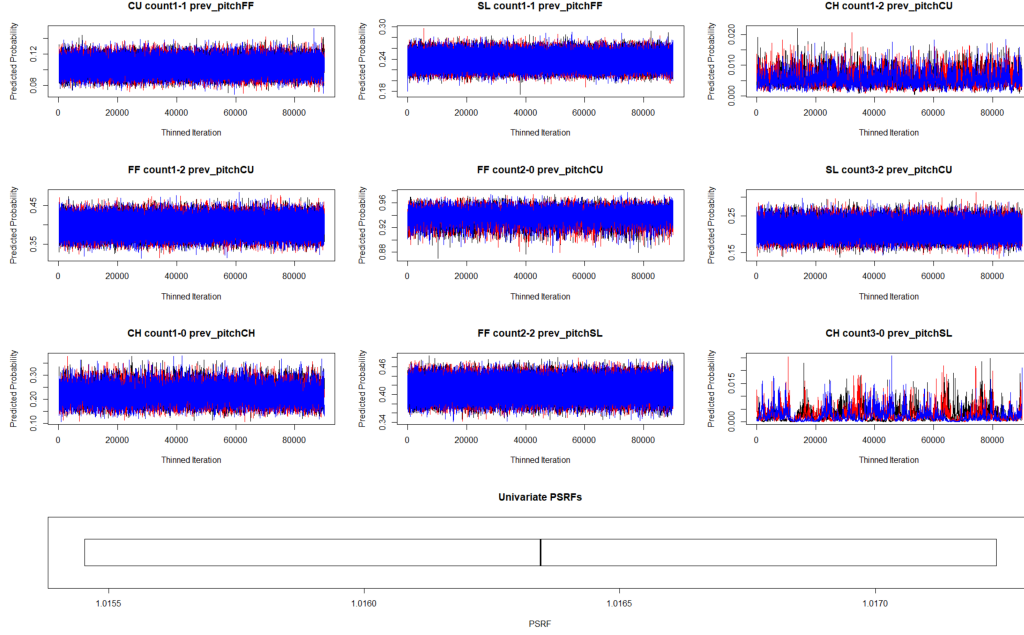 CU count1-1 prev_pitchFF
SL count1-1 prev_pitchFF
CH count1-2 prev_pitchCU
Predicted Probability
0.08 0.12
0 20000 40000 60000 80000
Thinned Iteration
Predicted Probability
0.18 0.24 0.30
0 20000 40000 60000 80000
Thinned Iteration
Predicted Probability
0.000 0.010 0.020
0 20000 40000 60000 80000
Thinned Iteration
FF count1-2 prev_pitchCU
FF count2-0 prev_pitchCU
SL count3-2 prev_pitchCU
Predicted Probability
0.35 0.45
0 20000 40000 60000 80000
Thinned Iteration
Predicted Probability
0.88 0.92 0.96
0 20000 40000 60000 80000
Thinned Iteration
Predicted Probability
0.15 0.25
0 20000 40000 60000 80000
Thinned Iteration
CH count1-0 prev_pitchCH
FF count2-2 prev_pitchSL
CH count3-0 prev_pitchSL
Predicted Probability
0.10 0.20 0.30
0 20000 40000 60000 80000
Thinned Iteration
Predicted Probability
0.34 0.40 0.46
0 20000 40000 60000 80000
Thinned Iteration
Predicted Probability
0.000 0.015
0 20000 40000 60000 80000
Thinned Iteration
Univariate PSRFs
1.0155 1.0160 1.0165 1.0170
PSRF